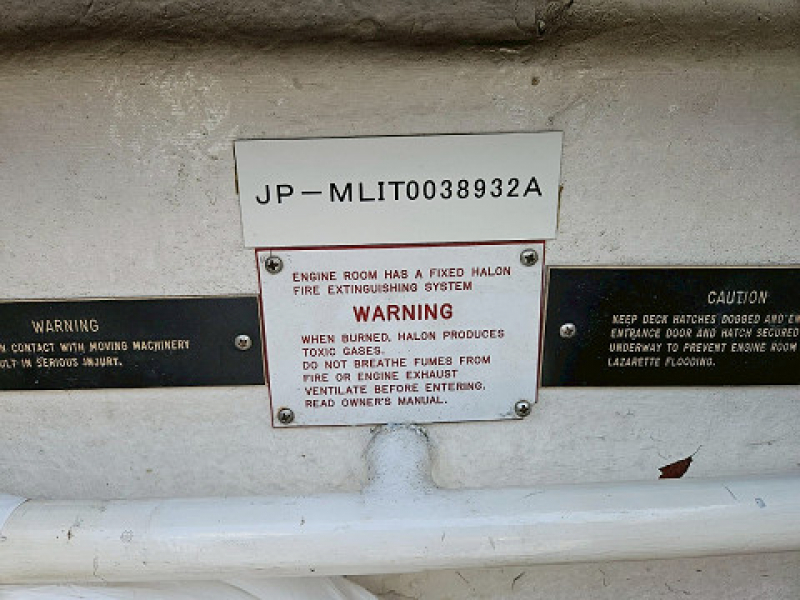 JP-MLIT0038932A
ENGINE ROOM HAS A FIXED HALON
FIRE EXTINGUISHING SYSTEM
WARNING
WHEN BURNED, HALON PRODUCES
TOXIC GASES.
DO NOT BREATHE FUMES FROM
FIRE OR ENGINE EXHAUST
VENTILATE BEFORE ENTERING.
READ OWNER'S MANUAL.
WARNING
CONTACT WITH MOVING MACHINERY
IN SERIOUS INJURY.
CAUTION
KEEP DECK HATCHES DOGGED AND
ENTRANCE DOOR AND HATCH SECURED
UNDERWAY TO PREVENT ENGINE ROOM
LAZARETTE FLOODING.